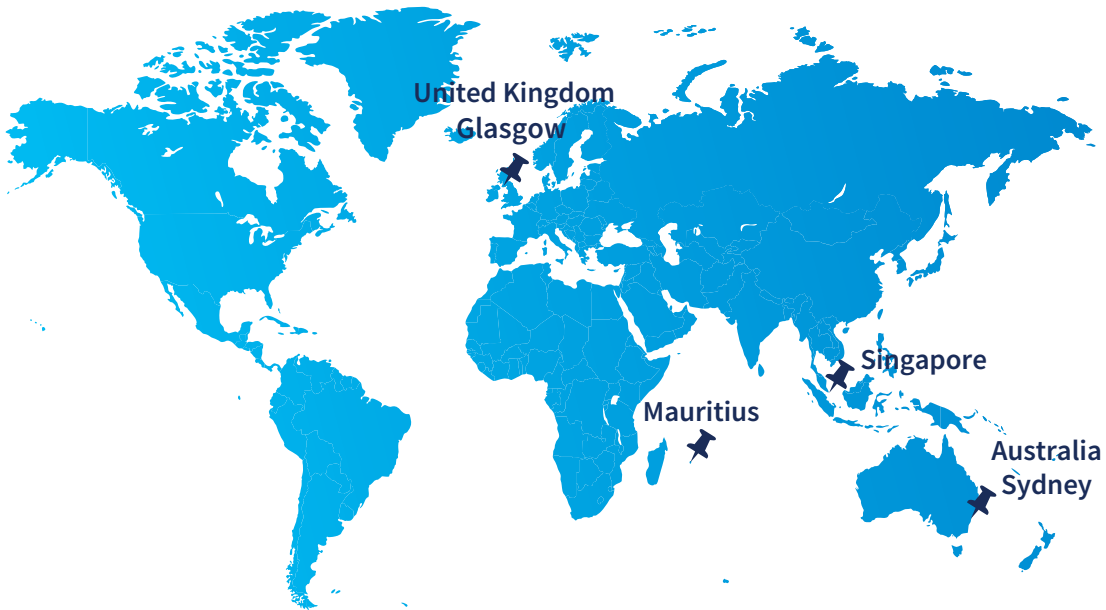 United Kingdom
Glasgow
Singapore
Mauritius
Australia
Sydney